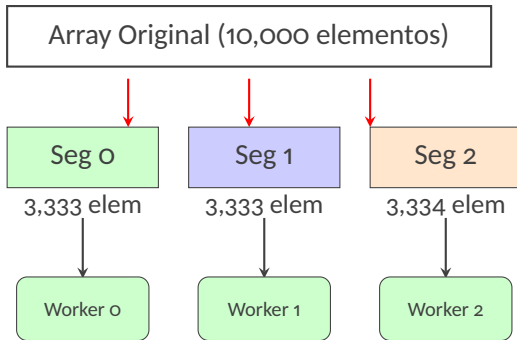 Array Original (10,000 elementos)
Seg 0
Seg 1
Seg 2
3,333 elem
3,333 elem
3,334 elem
Worker 0
Worker 1
Worker 2